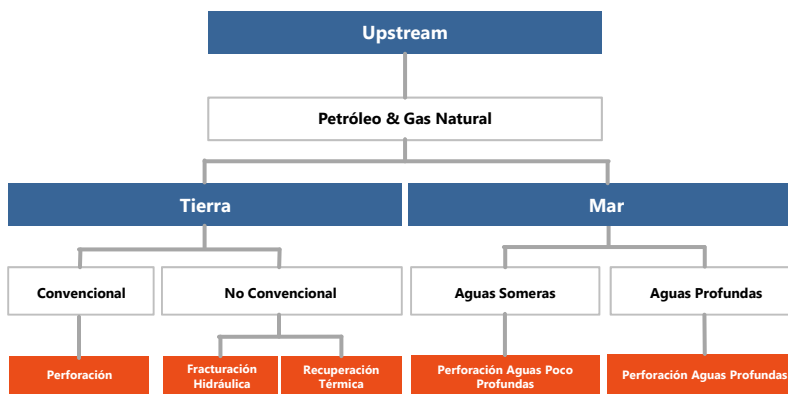 Upstream
Petróleo & Gas Natural
Tierra
Mar
Convencional
No Convencional
Aguas Someras
Aguas Profundas
Perforación
Fracturación
Hidráulica
Recuperación
Térmica
Perforación Aguas Poco
Profundas
Perforación Aguas Profundas